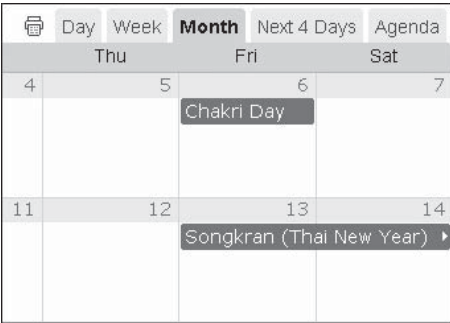 Day Week Month Next 4 Days Agenda
Thu Fri Sat
4 5 6 7
Chakri Day
11 12 13 14
Songkran (Thai New Year)